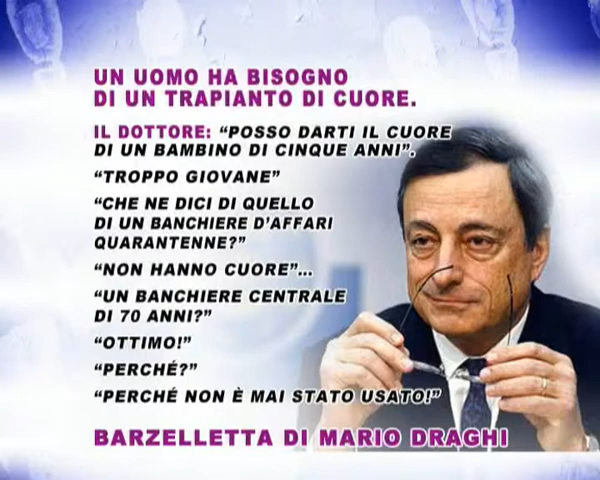 UN UOMO HA BISOGNO
DI UN TRAPIANTO DI CUORE.
IL DOTTORE: “POSSO DARTI IL CUORE
DI UN BAMBINO DI CINQUE ANNI”.
“TROPPO GIOVANE”
“CHE NE DICI DI QUELLO
DI UN BANCHIERE D’AFFARI
QUARANTENNE?”
“NON HANNO CUORE”...
“UN BANCHIERE CENTRALE
DI 70 ANNI?”
“OTTIMO!”
“PERCHÉ?”
“PERCHÉ NON È MAI STATO USATO!”
BARZELLETTA DI MARIO DRAGHI